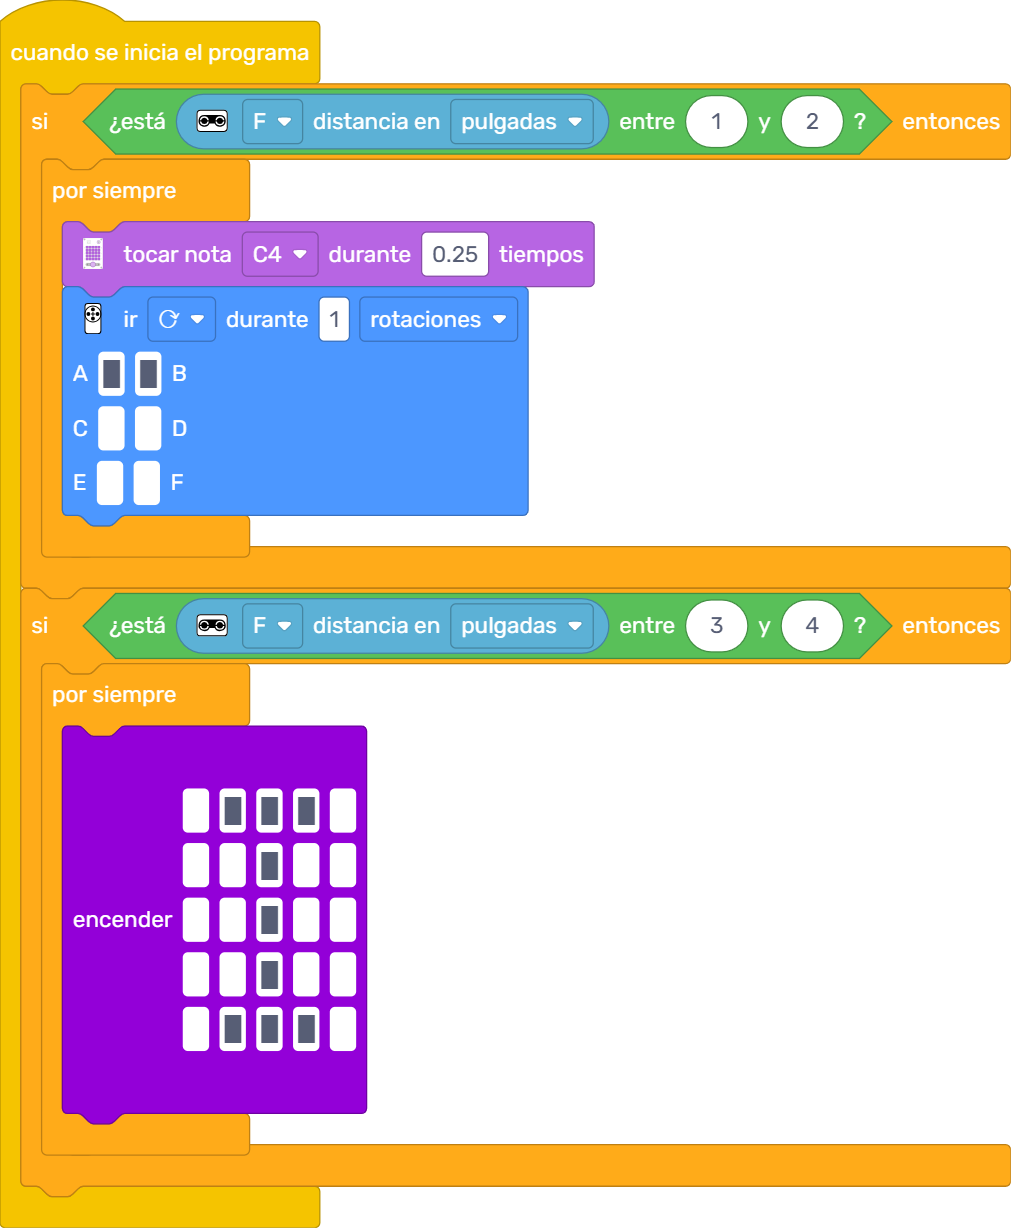 cuando se inicia el programa
si ¿está F distancia en pulgadas entre 1 y 2 ? entonces
por siempre
tocar nota C4 durante 0.25 tiempos
ir durante 1 rotaciones
A B
C D
E F
si ¿está F distancia en pulgadas entre 3 y 4 ? entonces
por siempre
encender